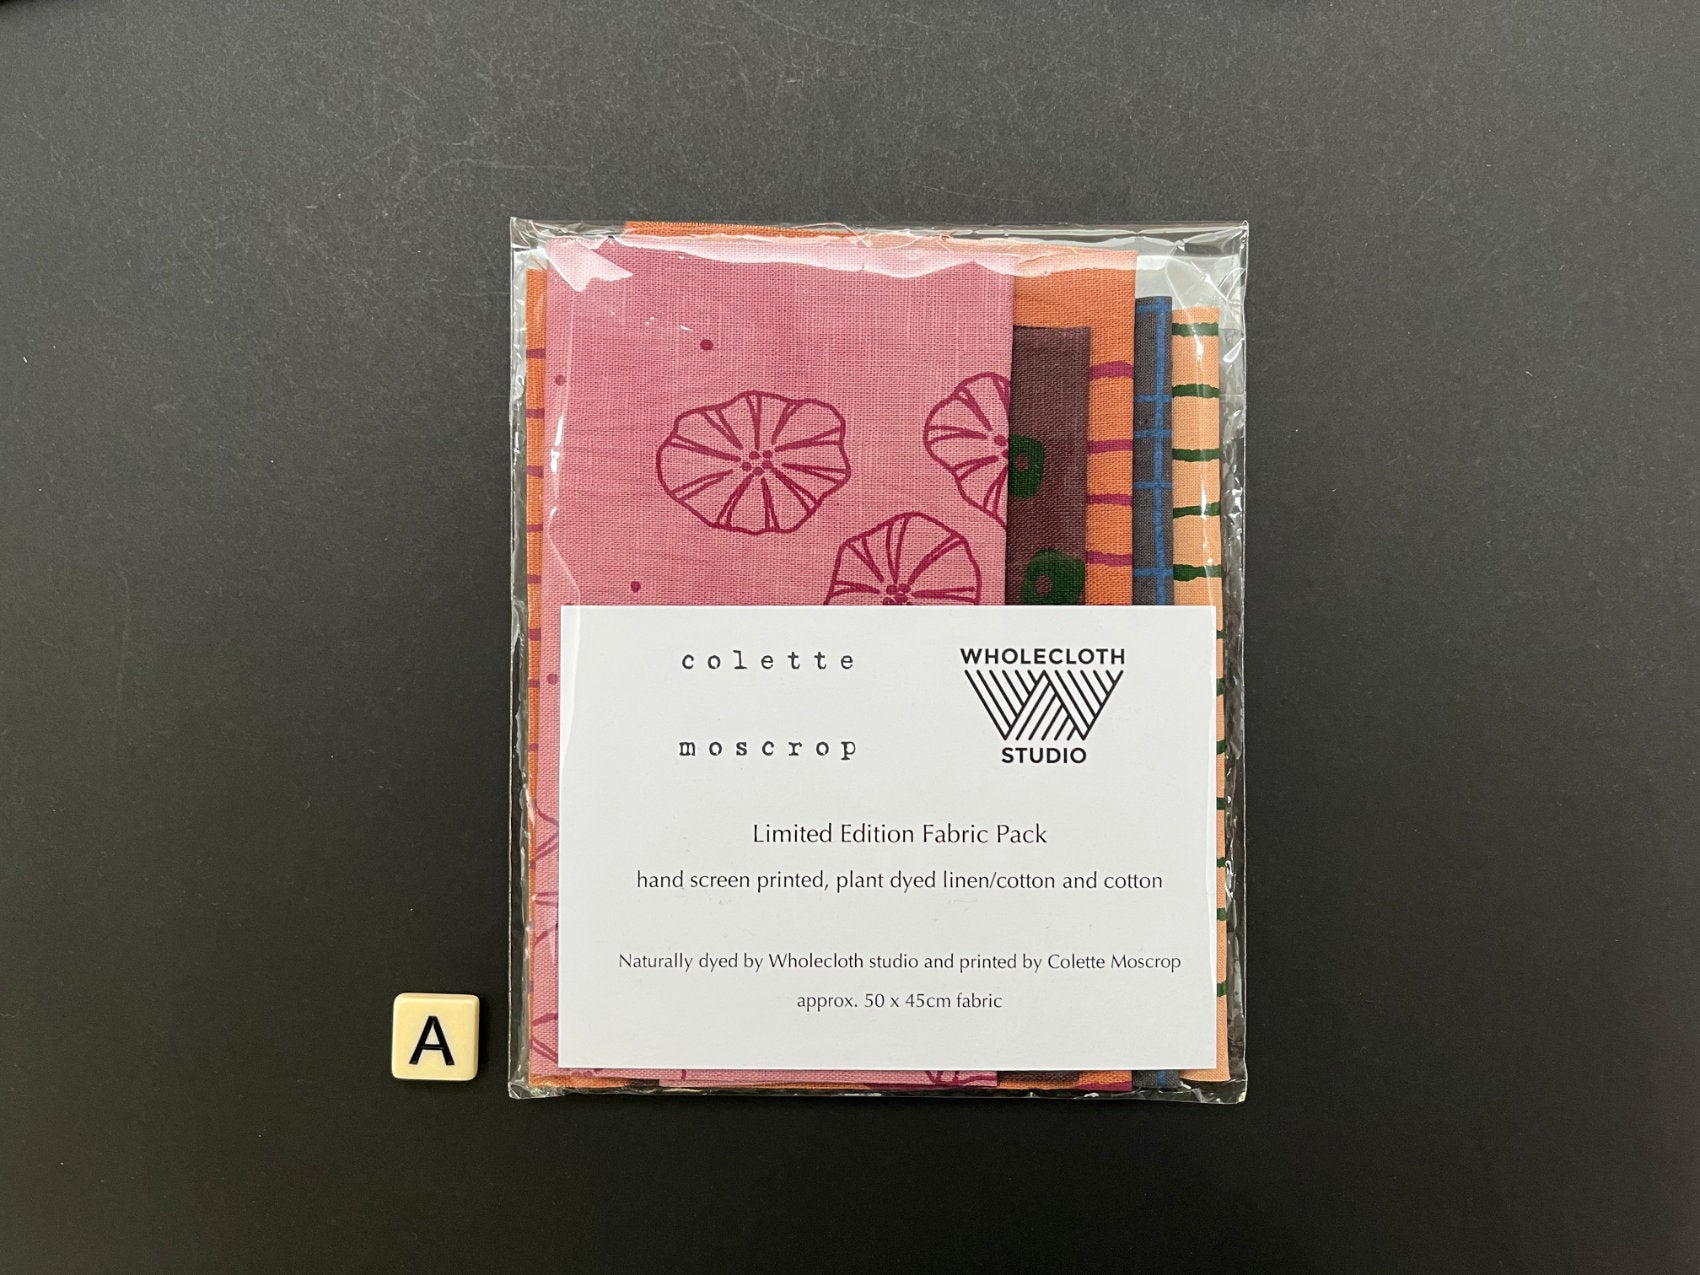 colette
moscrop
WHOLECLOTH
STUDIO
Limited Edition Fabric Pack
hand screen printed, plant dyed linen/cotton and cotton
Naturally dyed by Wholecloth studio and printed by Colette Moscrop
approx. 50 x 45cm fabric
A